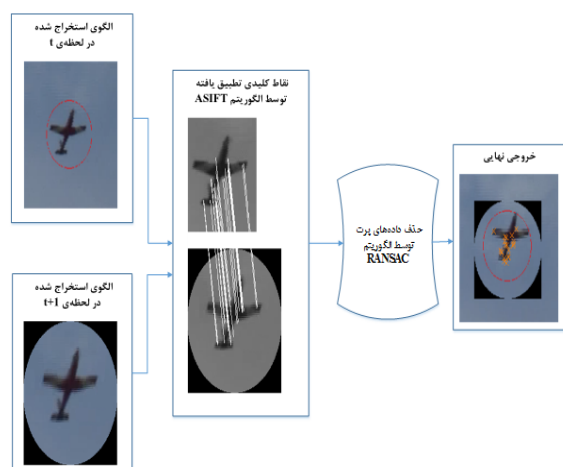 الگوی استخراج شده
در لحظه‌ی t
نقاط کلیدی تطبیق یافته
توسط الگوریتم ASIFT
حذف داده‌های پرت
توسط الگوریتم
RANSAC
خروجی نهایی
الگوی استخراج شده
در لحظه‌ی t+1